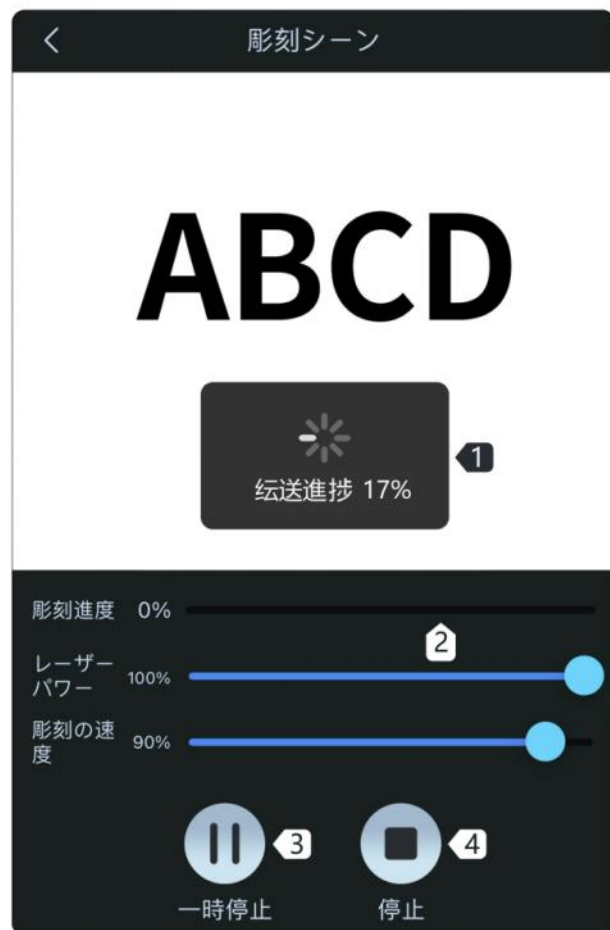 彫刻シーン
ABCD
纭送進捗 17%
1
彫刻進度 0%
2
レーザー
パワー 100%
彫刻の速
度 90%
3
4
一時停止 停止